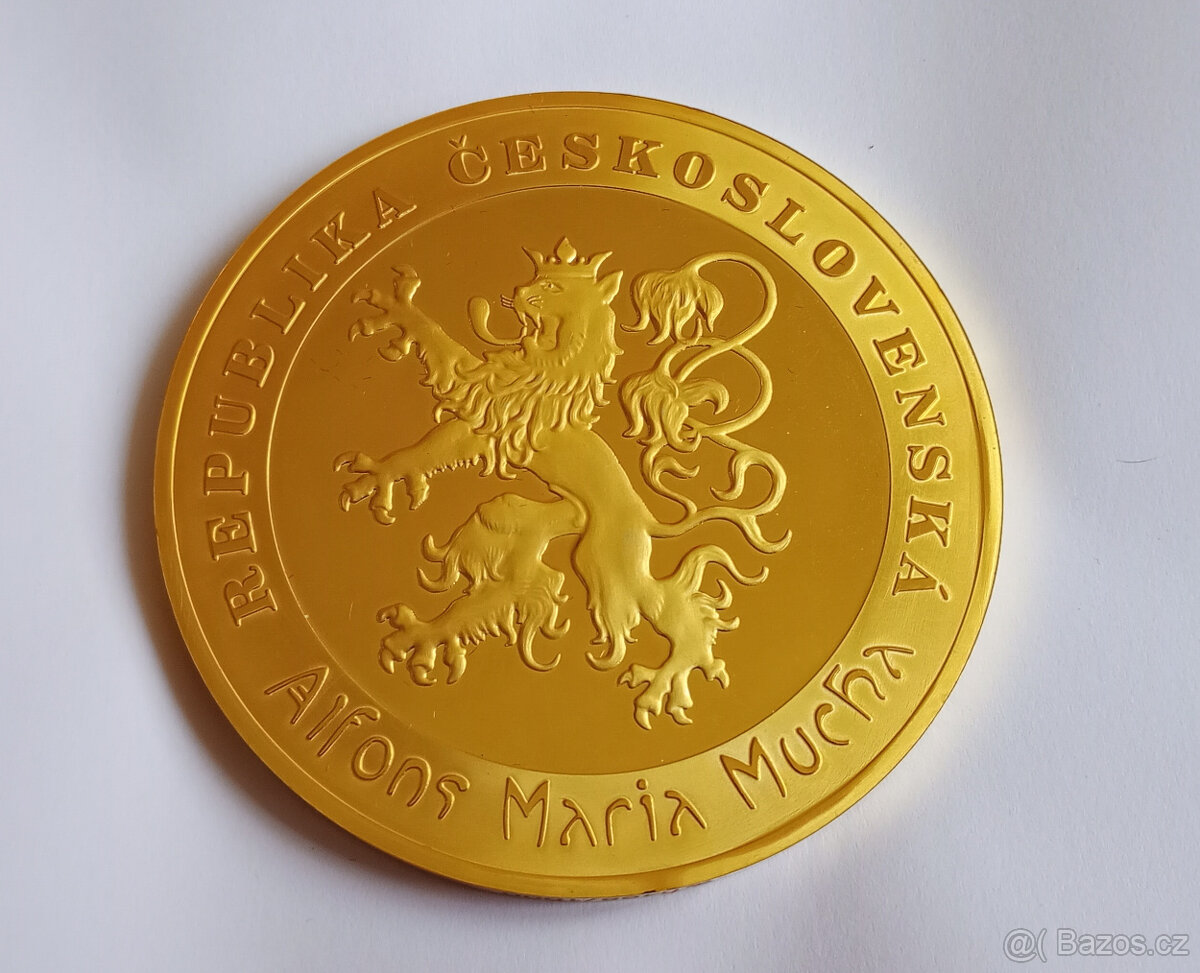 REPUBLIKA ČESKOSLOVENSKÁ
Alfons Maria Mucha
@( Bazos.cz